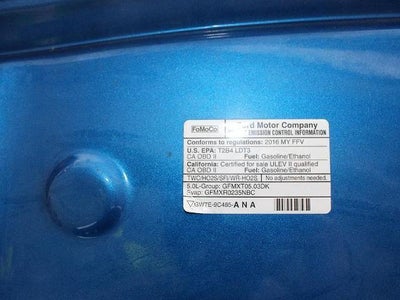 FoMoCo
Ford Motor Company
EMISSION CONTROL INFORMATION
Conforms to regulations: 2016 MY FFV
U.S. EPA: T2B4 LDT3
CA OBD II Fuel: Gasoline/Ethanol
California: Certified for sale ULEV II qualified
CA OBD II Fuel: Gasoline/Ethanol
TWC/HO2S/SFI/WR-HO2S No adjustments needed.
5.0L-Group: GFMXT05.03DK
Evap: GFMXR0235NBC
GW7E-9C485-ANA